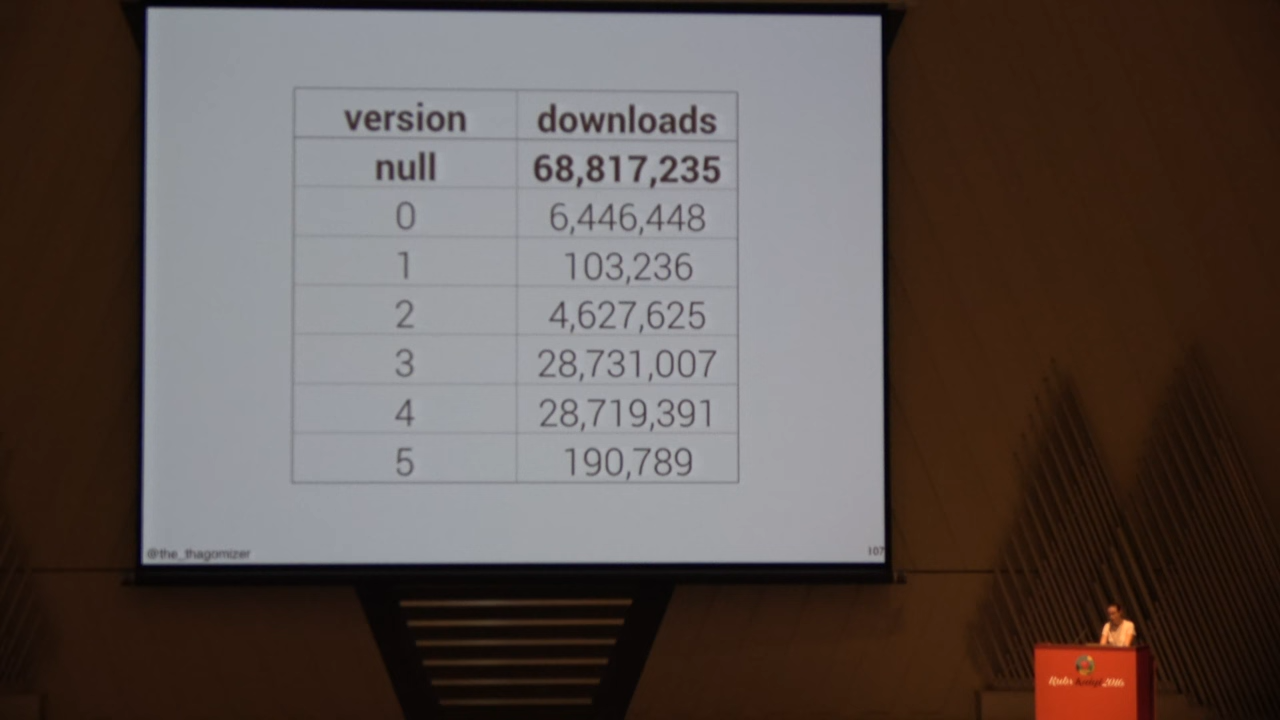 version downloads
null 68,817,235
0 6,446,448
1 103,236
2 4,627,625
3 28,731,007
4 28,719,391
5 190,789
@the_thagomizer
107
2016